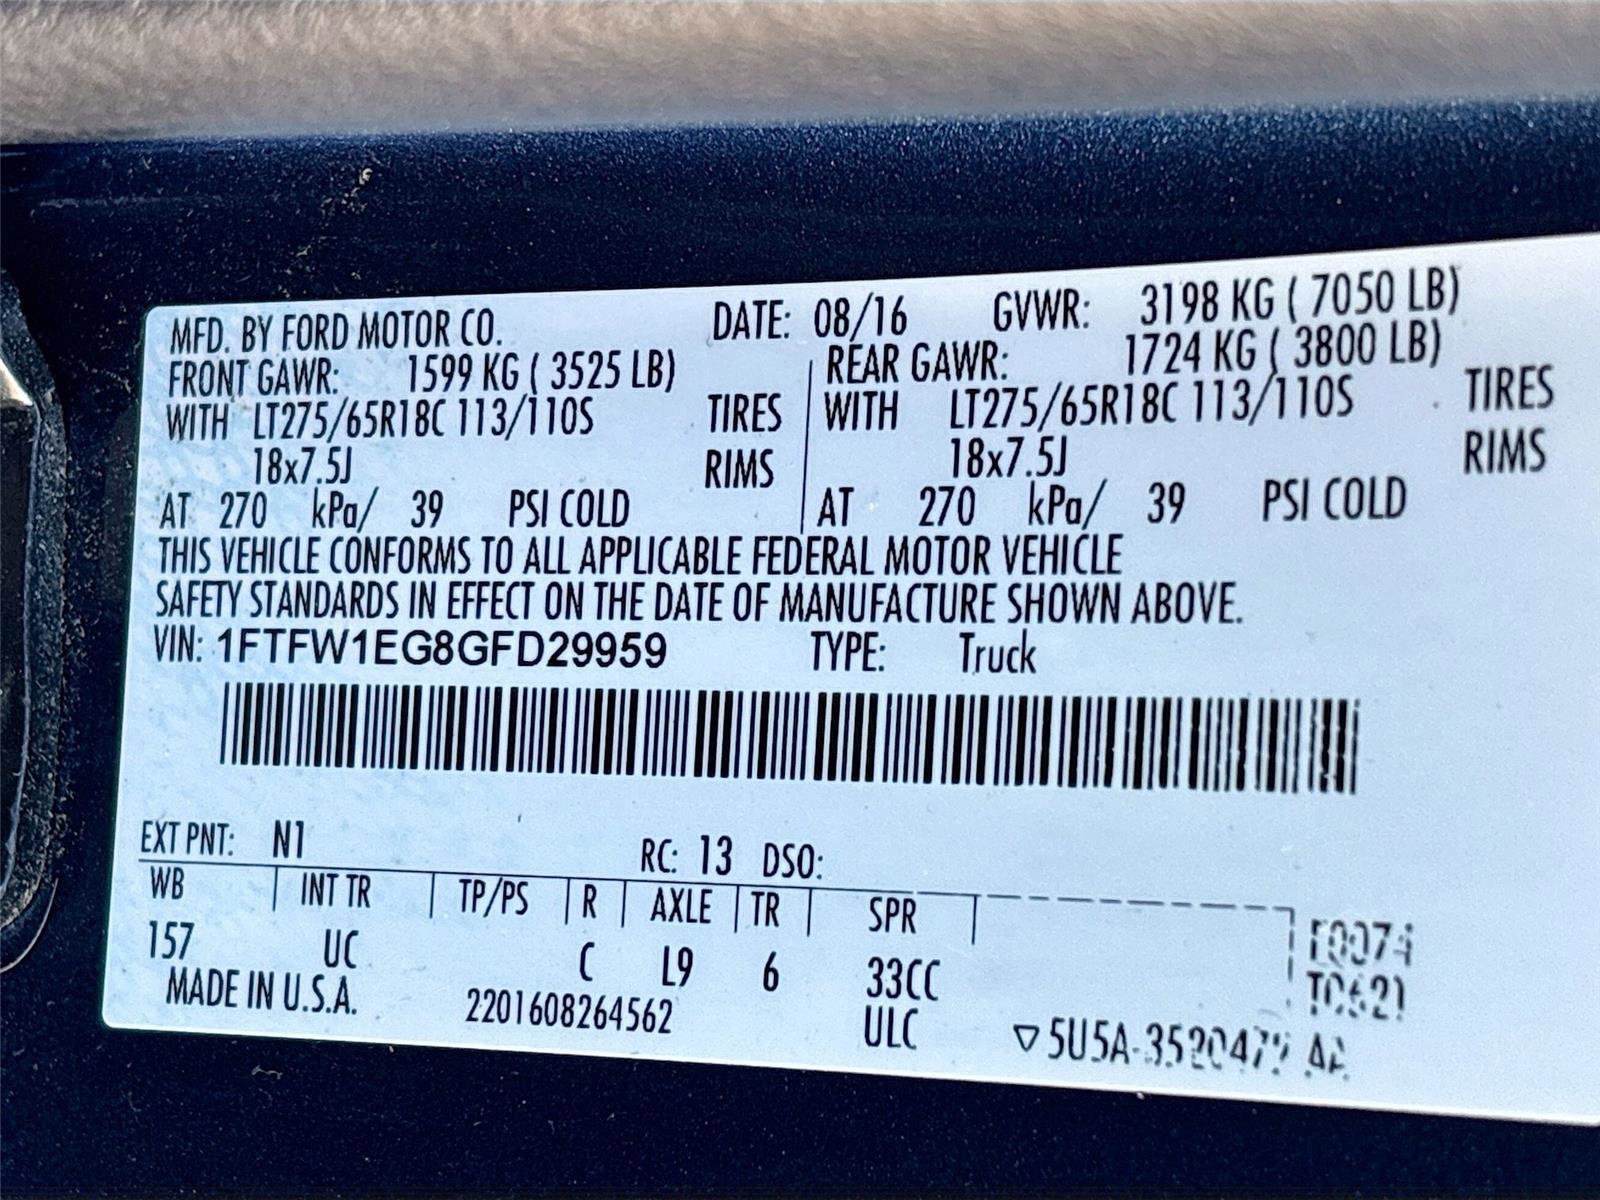 MFD. BY FORD MOTOR CO. DATE: 08/16 GVWR: 3198 KG ( 7050 LB)
FRONT GAWR: 1599 KG ( 3525 LB) REAR GAWR: 1724 KG ( 3800 LB)
WITH LT275/65R18C 113/110S TIRES WITH LT275/65R18C 113/110S TIRES
18x7.5J RIMS 18x7.5J RIMS
AT 270 kPa/ 39 PSI COLD AT 270 kPa/ 39 PSI COLD
THIS VEHICLE CONFORMS TO ALL APPLICABLE FEDERAL MOTOR VEHICLE
SAFETY STANDARDS IN EFFECT ON THE DATE OF MANUFACTURE SHOWN ABOVE.
VIN: 1FTFW1EG8GFD29959 TYPE: Truck
EXT PNT: N1 RC: 13 DSO:
WB INT TR TP/PS R AXLE TR SPR
157 UC C L9 6 33CC
MADE IN U.S.A. 2201608264562 ULC